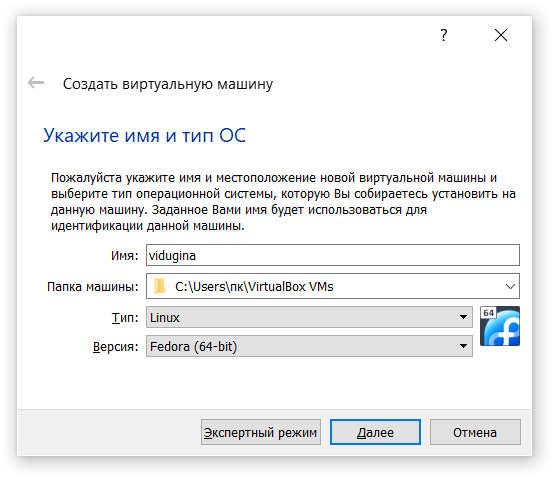 ?
Создать виртуальную машину
Укажите имя и тип ОС
Пожалуйста укажите имя и местоположение новой виртуальной машины и
выберите тип операционной системы, которую Вы собираетесь установить на
данную машину. Заданное Вами имя будет использоваться для
идентификации данной машины.
Имя: vidugina
Папка машины: C:\Users\пк\VirtualBox VMs
Тип: Linux
64
Версия: Fedora (64-bit)
Экспертный режим Далее Отмена